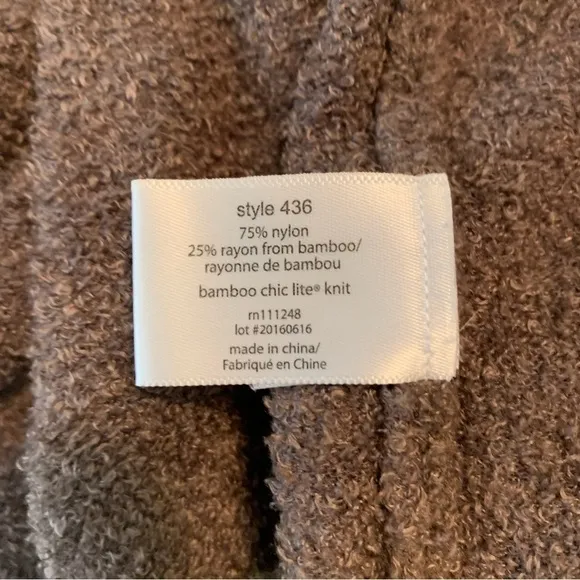 style 436
75% nylon
25% rayon from bamboo/
rayonne de bambou
bamboo chic lite® knit
rn111248
lot #20160616
made in china/
Fabriqué en Chine